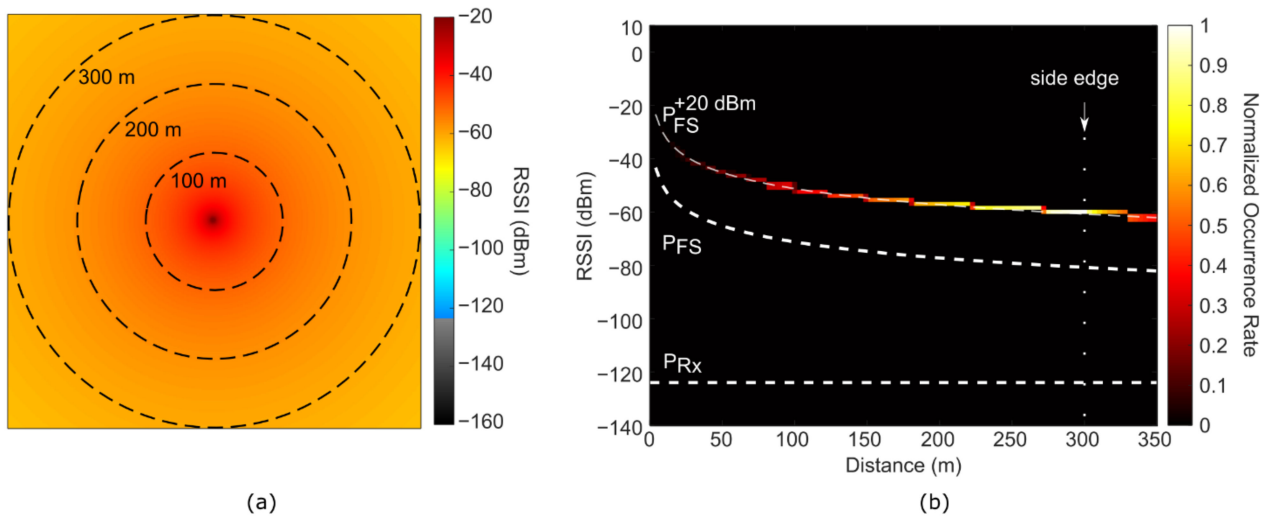 300 m
200 m
100 m
−20
−40
−60
−80
−100
−120
−140
−160
RSSI (dBm)
(a)
10
0
−20
−40
−60
−80
−100
−120
−140
RSSI (dBm)
P FS +20 dBm
P FS
P Rx
side edge
0
50
100
150
200
250
300
350
Distance (m)
1
0.9
0.8
0.7
0.6
0.5
0.4
0.3
0.2
0.1
0
Normalized Occurrence Rate
(b)